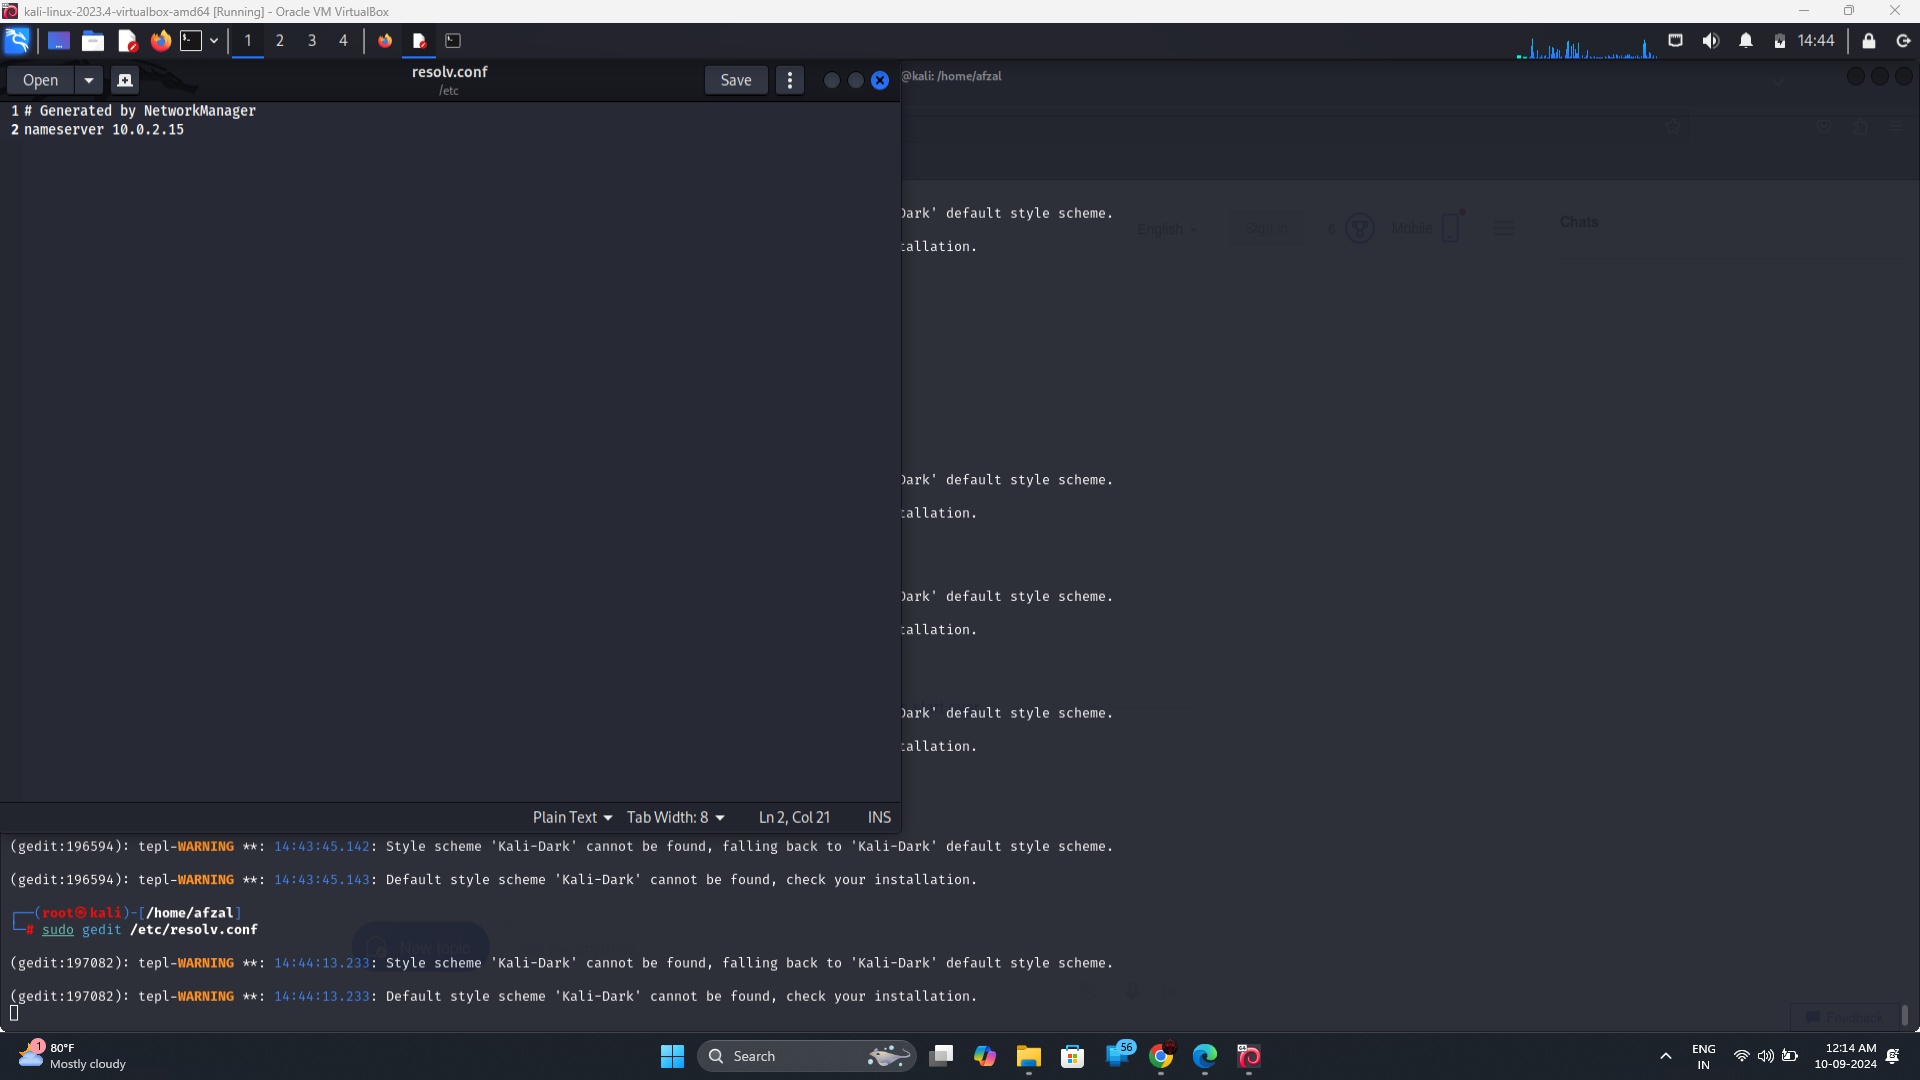 kali-linux-2023.4-virtualbox-amd64 [Running] - Oracle VM VirtualBox
1 2 3 4
14:44
Open
resolv.conf
/etc
Save
@kali: /home/afzal
1 # Generated by NetworkManager
2 nameserver 10.0.2.15
Dark' default style scheme.
English
Sign in
6
Mobile
Chats
tallation.
Dark' default style scheme.
tallation.
Dark' default style scheme.
tallation.
Dark' default style scheme.
tallation.
Plain Text Tab Width: 8 Ln 2, Col 21 INS
(gedit:196594): tepl-WARNING **: 14:43:45.142: Style scheme 'Kali-Dark' cannot be found, falling back to 'Kali-Dark' default style scheme.
(gedit:196594): tepl-WARNING **: 14:43:45.143: Default style scheme 'Kali-Dark' cannot be found, check your installation.
┌──(root㉿kali)-[/home/afzal]
└─# sudo gedit /etc/resolv.conf
New topic
(gedit:197082): tepl-WARNING **: 14:44:13.233: Style scheme 'Kali-Dark' cannot be found, falling back to 'Kali-Dark' default style scheme.
(gedit:197082): tepl-WARNING **: 14:44:13.233: Default style scheme 'Kali-Dark' cannot be found, check your installation.
Feedback
1
80°F
Mostly cloudy
Search
56
ENG
IN
12:14 AM
10-09-2024